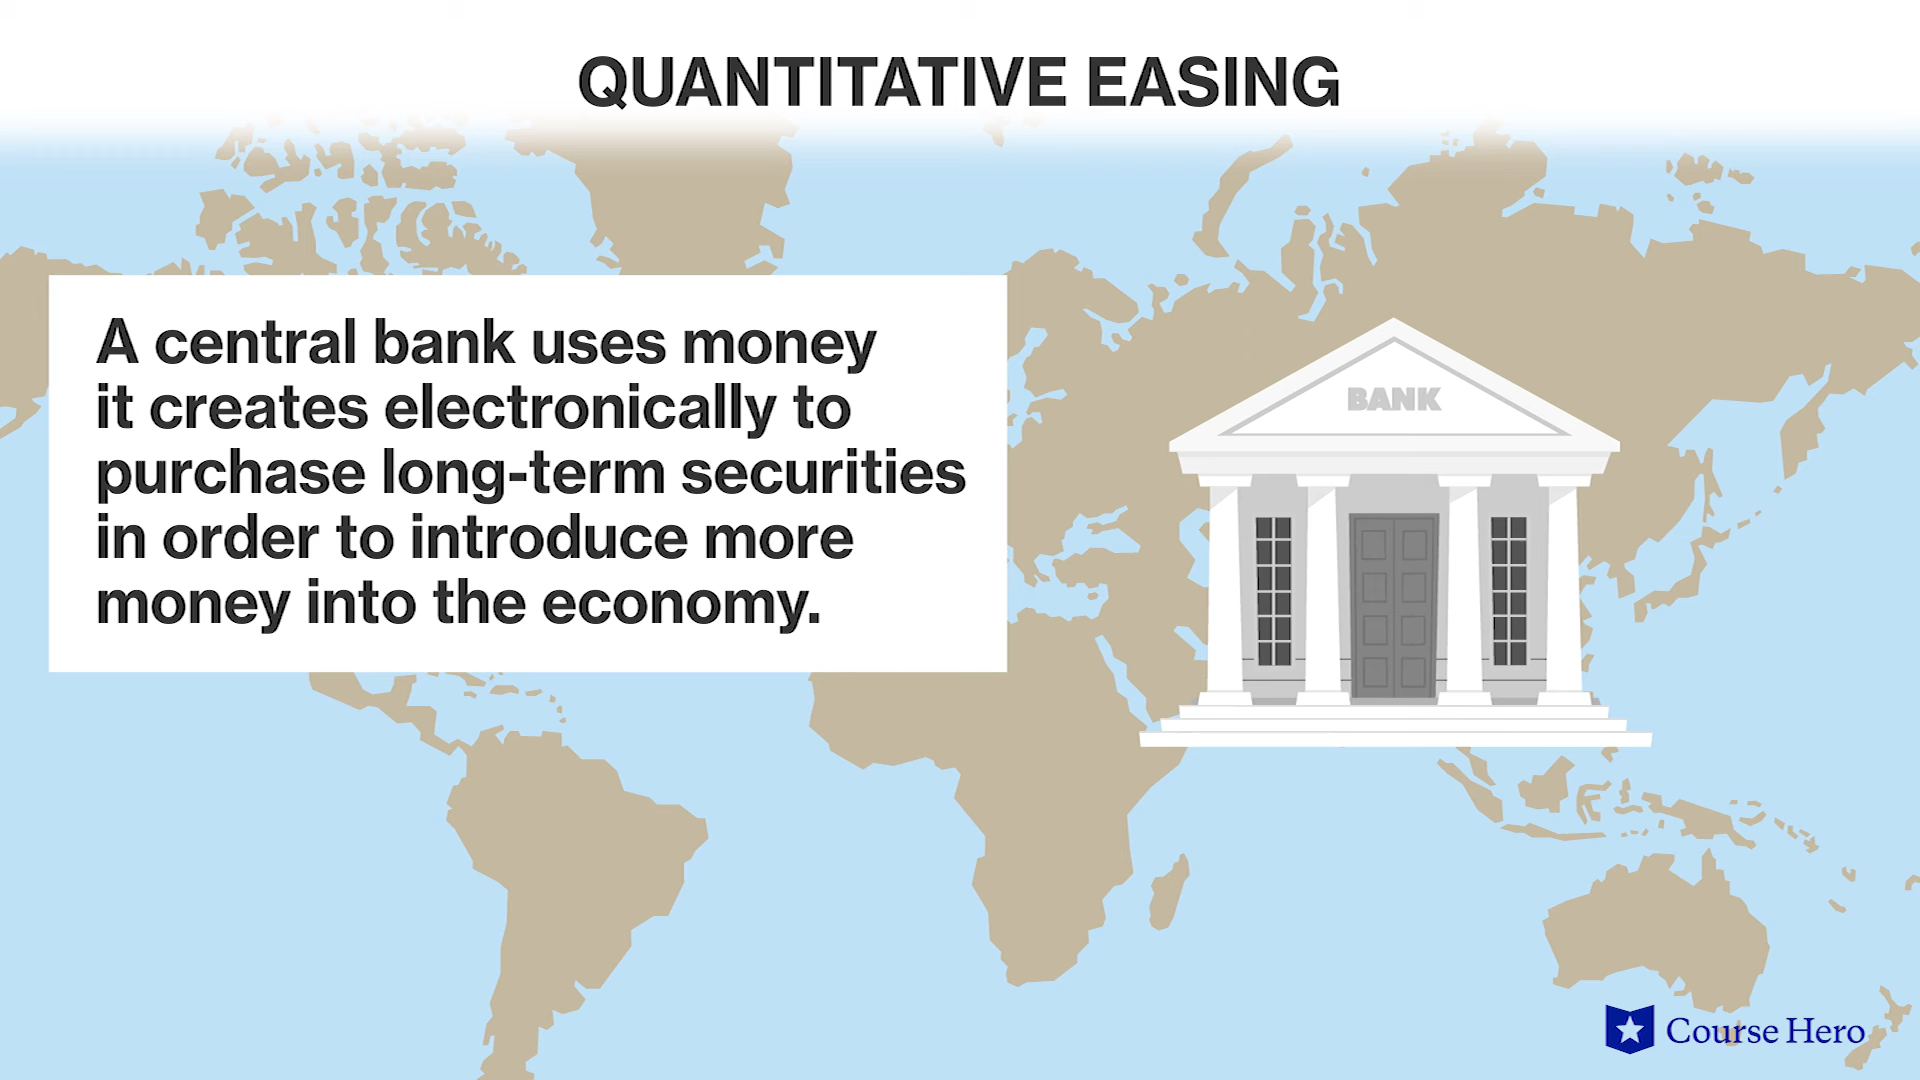 QUANTITATIVE EASING
A central bank uses money
it creates electronically to
purchase long-term securities
in order to introduce more
money into the economy.
BANK
Course Hero